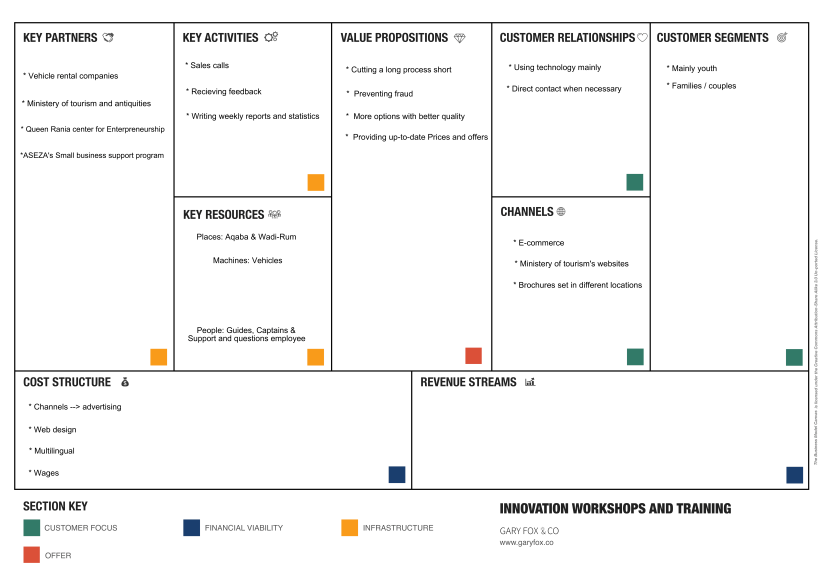 KEY PARTNERS
* Vehicle rental companies
* Ministery of tourism and antiquities
* Queen Rania center for Enterpreneurship
*ASEZA's Small business support program
KEY ACTIVITIES
* Sales calls
* Recieving feedback
* Writing weekly reports and statistics
KEY RESOURCES
Places: Aqaba & Wadi-Rum
Machines: Vehicles
People: Guides, Captains &
Support and questions employee
VALUE PROPOSITIONS
* Cutting a long process short
* Preventing fraud
* More options with better quality
* Providing up-to-date Prices and offers
CUSTOMER RELATIONSHIPS
* Using technology mainly
* Direct contact when necessary
CHANNELS
* E-commerce
* Ministery of tourism's websites
* Brochures set in different locations
CUSTOMER SEGMENTS
* Mainly youth
* Families / couples
COST STRUCTURE
* Channels --> advertising
* Web design
* Multilingual
* Wages
REVENUE STREAMS
SECTION KEY
CUSTOMER FOCUS
FINANCIAL VIABILITY
INFRASTRUCTURE
OFFER
INNOVATION WORKSHOPS AND TRAINING
GARY FOX & CO
www.garyfox.co
The Business Model Canvas is licensed under the Creative Commons Attribution-Share Alike 3.0 Un-ported License.